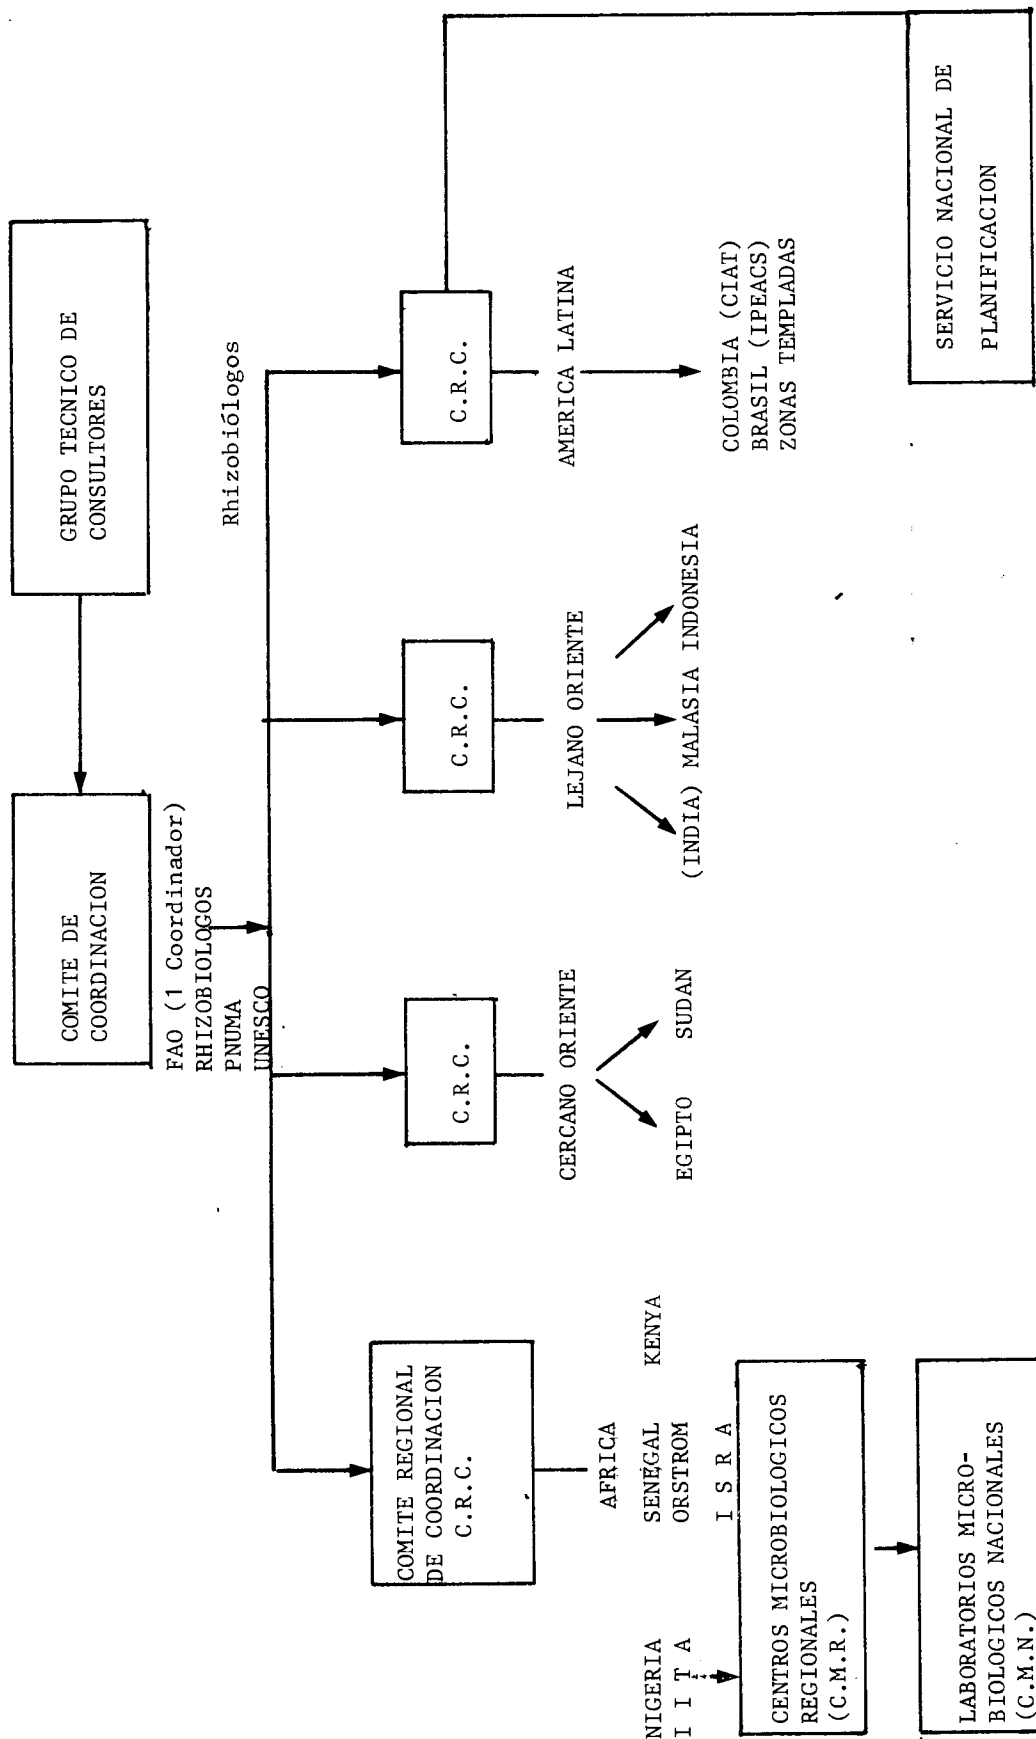 GRUPO TECNICO DE
CONSULTORES
COMITE DE
COORDINACION
FAO (1 Coordinador)
RHIZOBIOLOGOS
PNUMA
UNESCO
Rhizobiólogos
COMITE REGIONAL
DE COORDINACION
C.R.C.
C.R.C.
C.R.C.
C.R.C.
AFRICA
CERCANO ORIENTE
LEJANO ORIENTE
AMERICA LATINA
NIGERIA
I I T A
SENEGAL
ORSTROM
I S R A
KENYA
EGIPTO
SUDAN
(INDIA) MALASIA INDONESIA
COLOMBIA (CIAT)
BRASIL (IPEACS)
ZONAS TEMPLADAS
CENTROS MICROBIOLOGICOS
REGIONALES
(C.M.R.)
LABORATORIOS MICRO-
BIOLOGICOS NACIONALES
(C.M.N.)
SERVICIO NACIONAL DE
PLANIFICACION